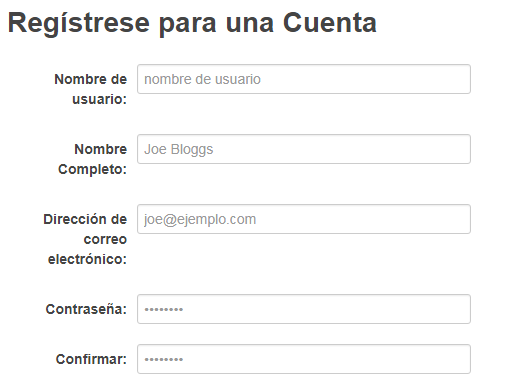 Regístrese para una Cuenta
Nombre de
usuario:
nombre de usuario
Nombre
Completo:
Joe Bloggs
Dirección de
correo
electrónico:
joe@ejemplo.com
Contraseña:
••••••••
Confirmar:
••••••••